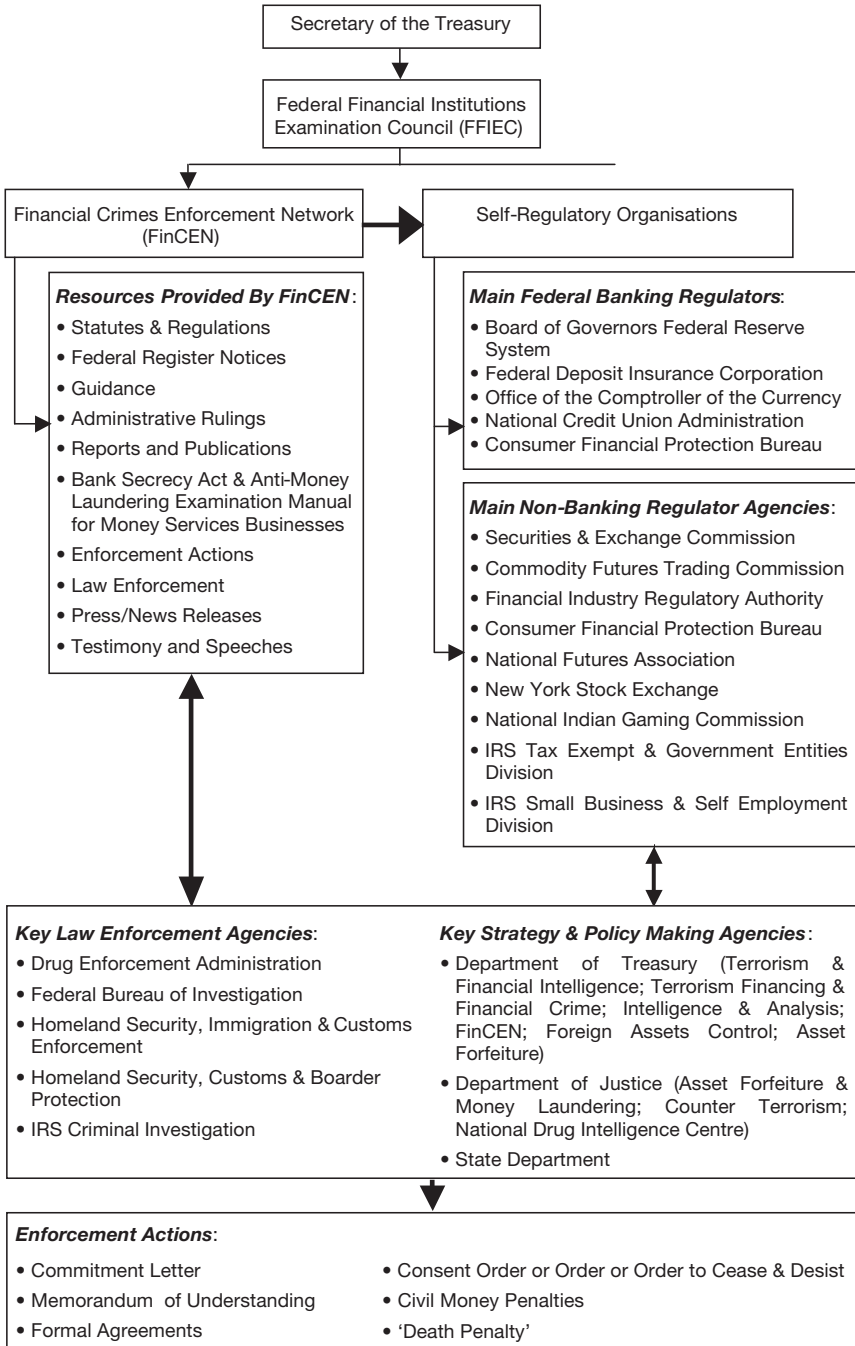 Secretary of the Treasury
Federal Financial Institutions
Examination Council (FFIEC)
Financial Crimes Enforcement Network
(FinCEN)
Self-Regulatory Organisations
Resources Provided By FinCEN:
• Statutes & Regulations
• Federal Register Notices
• Guidance
• Administrative Rulings
• Reports and Publications
• Bank Secrecy Act & Anti-Money
Laundering Examination Manual
for Money Services Businesses
• Enforcement Actions
• Law Enforcement
• Press/News Releases
• Testimony and Speeches
Main Federal Banking Regulators:
• Board of Governors Federal Reserve
System
• Federal Deposit Insurance Corporation
• Office of the Comptroller of the Currency
• National Credit Union Administration
• Consumer Financial Protection Bureau
Main Non-Banking Regulator Agencies:
• Securities & Exchange Commission
• Commodity Futures Trading Commission
• Financial Industry Regulatory Authority
• Consumer Financial Protection Bureau
• National Futures Association
• New York Stock Exchange
• National Indian Gaming Commission
• IRS Tax Exempt & Government Entities
Division
• IRS Small Business & Self Employment
Division
Key Law Enforcement Agencies:
• Drug Enforcement Administration
• Federal Bureau of Investigation
• Homeland Security, Immigration & Customs
Enforcement
• Homeland Security, Customs & Boarder
Protection
• IRS Criminal Investigation
Key Strategy & Policy Making Agencies:
• Department of Treasury (Terrorism &
Financial Intelligence; Terrorism Financing &
Financial Crime; Intelligence & Analysis;
FinCEN; Foreign Assets Control; Asset
Forfeiture)
• Department of Justice (Asset Forfeiture &
Money Laundering; Counter Terrorism;
National Drug Intelligence Centre)
• State Department
Enforcement Actions:
• Commitment Letter
• Memorandum of Understanding
• Formal Agreements
• Consent Order or Order or Order to Cease & Desist
• Civil Money Penalties
• 'Death Penalty'